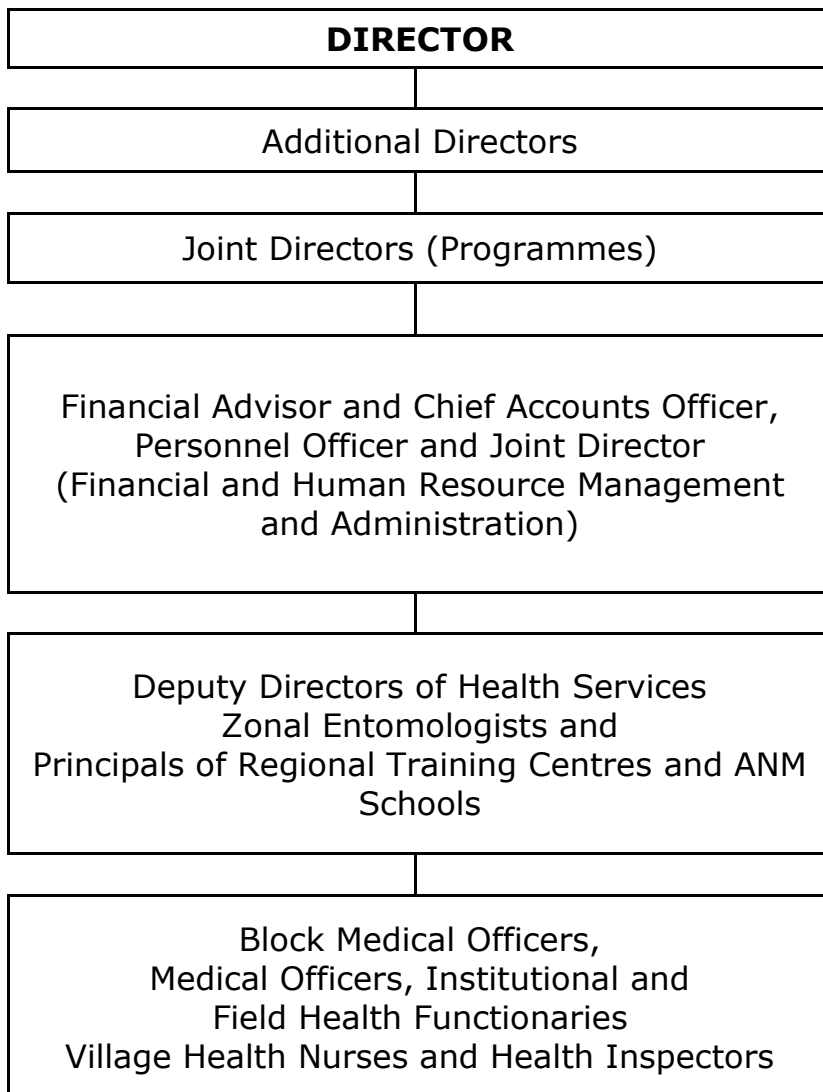 DIRECTOR
Additional Directors
Joint Directors (Programmes)
Financial Advisor and Chief Accounts Officer,
Personnel Officer and Joint Director
(Financial and Human Resource Management
and Administration)
Deputy Directors of Health Services
Zonal Entomologists and
Principals of Regional Training Centres and ANM
Schools
Block Medical Officers,
Medical Officers, Institutional and
Field Health Functionaries
Village Health Nurses and Health Inspectors